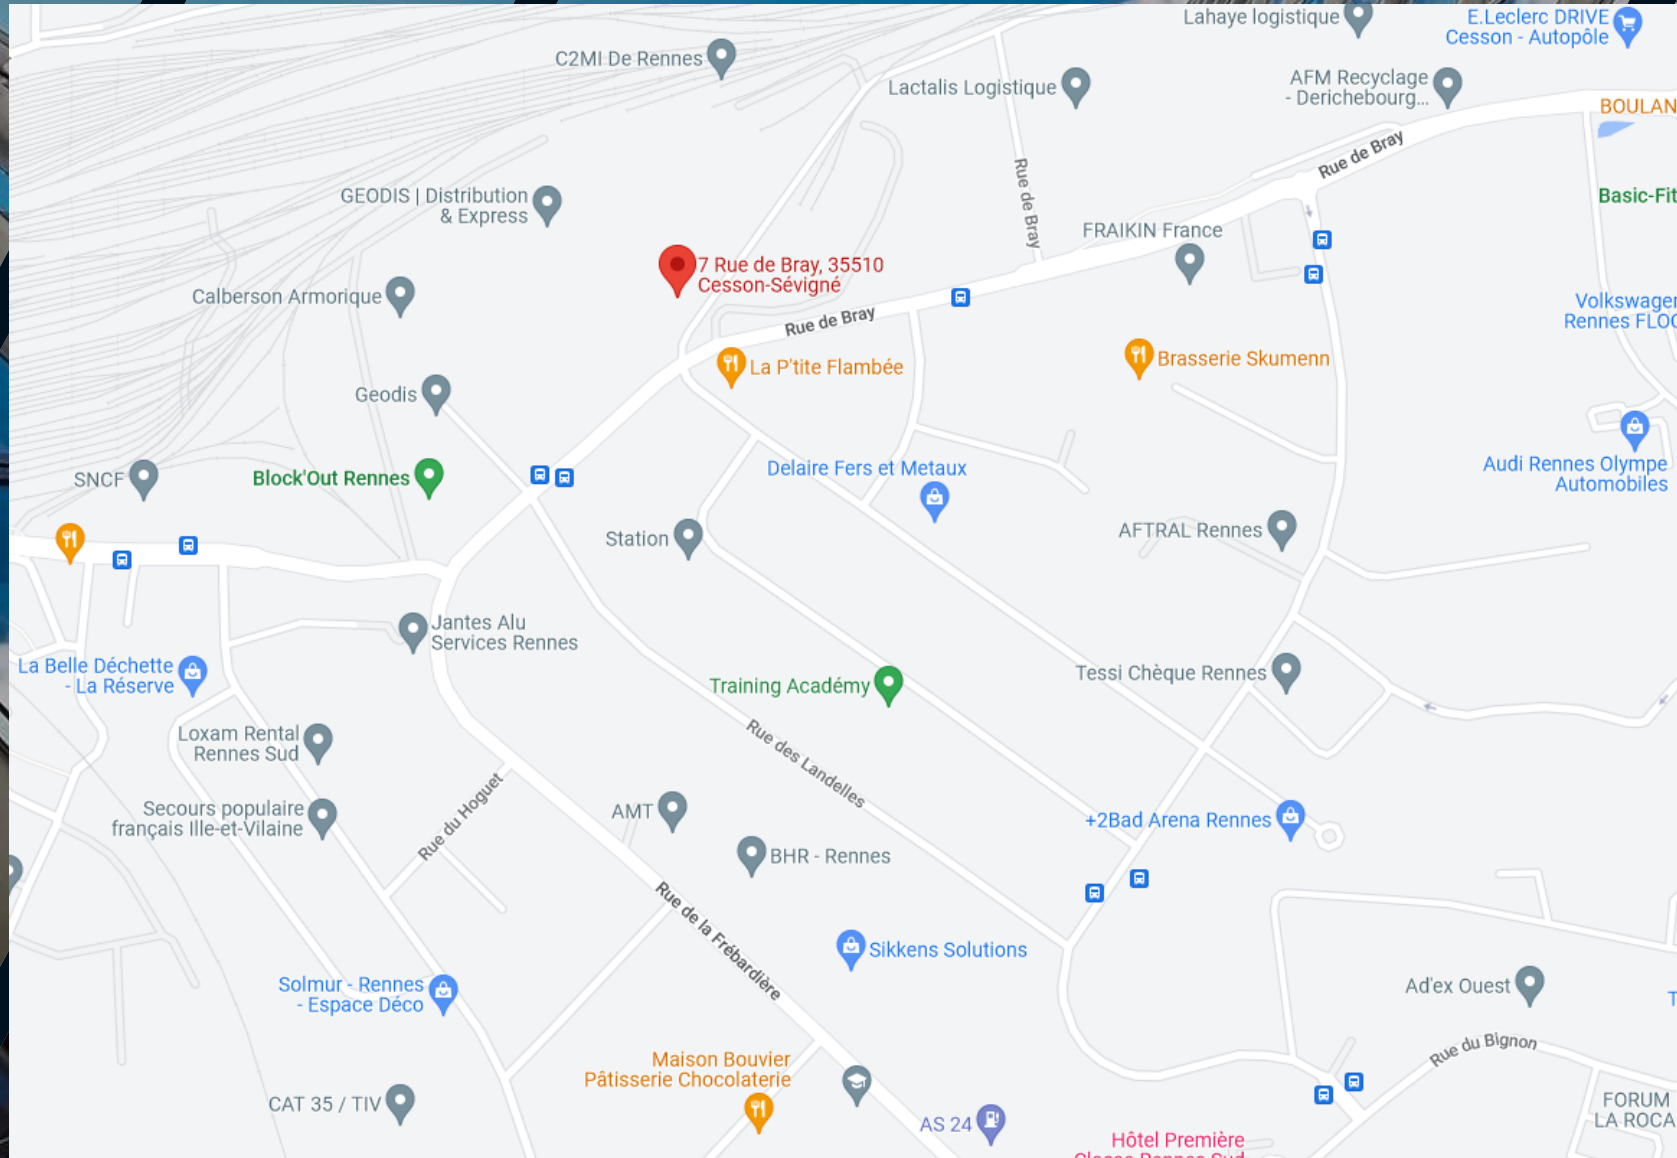 Lahaye logistique
E.Leclerc DRIVE
Cesson - Autopôle
C2MI De Rennes
Lactalis Logistique
AFM Recyclage
- Derichebourg...
BOULAN
Rue de Bray
Rue de Bray
GEODIS | Distribution
& Express
Basic-Fit
FRAIKIN France
7 Rue de Bray, 35510
Cesson-Sévigné
Calberson Armorique
Volkswagen
Rennes FLOC
Rue de Bray
La P'tite Flambée
Brasserie Skumenn
Geodis
Delaire Fers et Metaux
Audi Rennes Olympe
Automobiles
SNCF
Block'Out Rennes
Station
AFTRAL Rennes
Jantes Alu
Services Rennes
La Belle Déchette
- La Réserve
Training Académy
Tessi Chèque Rennes
Loxam Rental
Rennes Sud
Rue des Landelles
Secours populaire
français Ille-et-Vilaine
Rue du Hoguet
AMT
+2Bad Arena Rennes
BHR - Rennes
Rue de la Frébardière
Sikkens Solutions
Solmur - Rennes
- Espace Déco
Ad'ex Ouest
T
Rue du Bignon
Maison Bouvier
Pâtisserie Chocolaterie
CAT 35 / TIV
AS 24
FORUM
LA ROCA
Hôtel Première
Classe Rennes Sud